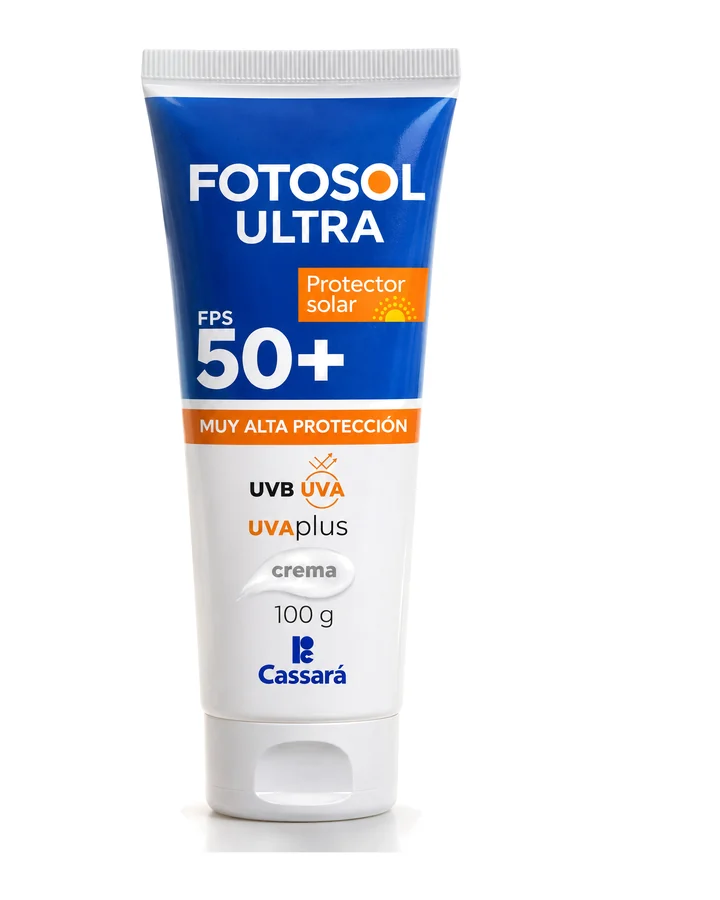 FOTOSOL
ULTRA
Protector
solar
FPS
50+
MUY ALTA PROTECCIÓN
UVB UVA
UVAplus
crema
100 g
Cassará